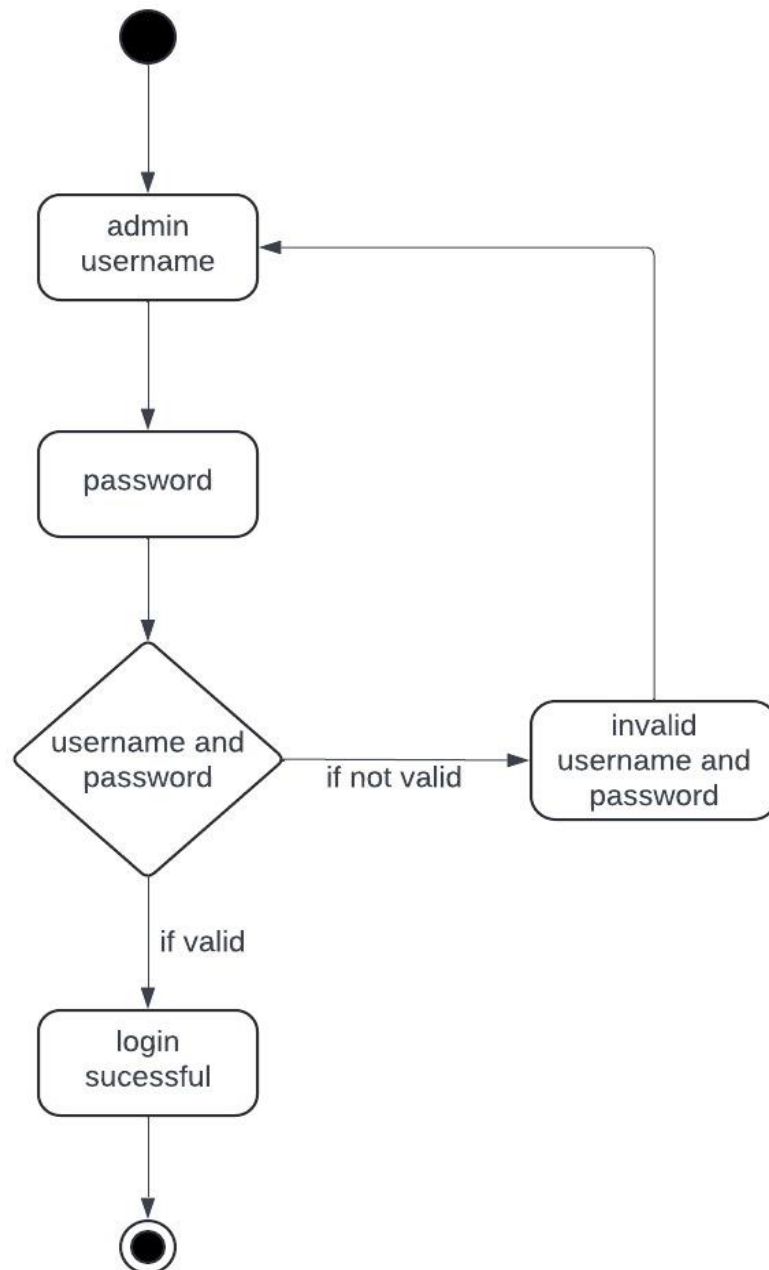 admin
username
password
username and
password
if not valid
invalid
username and
password
if valid
login
sucessful